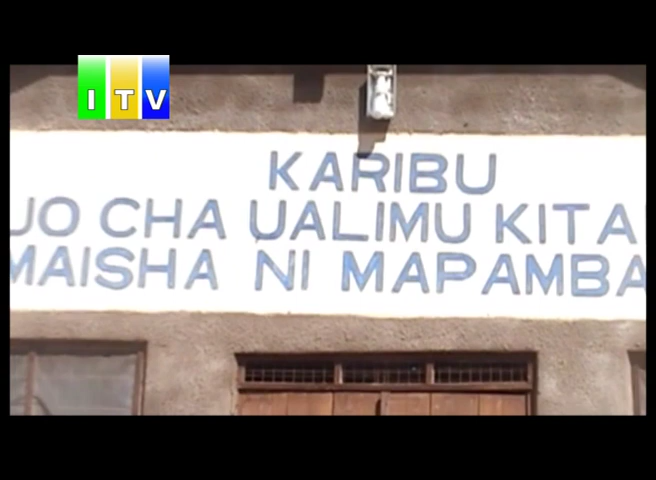 ITV
KARIBU
UO CHA UALIMU KITA
MAISHA NI MAPAMBA